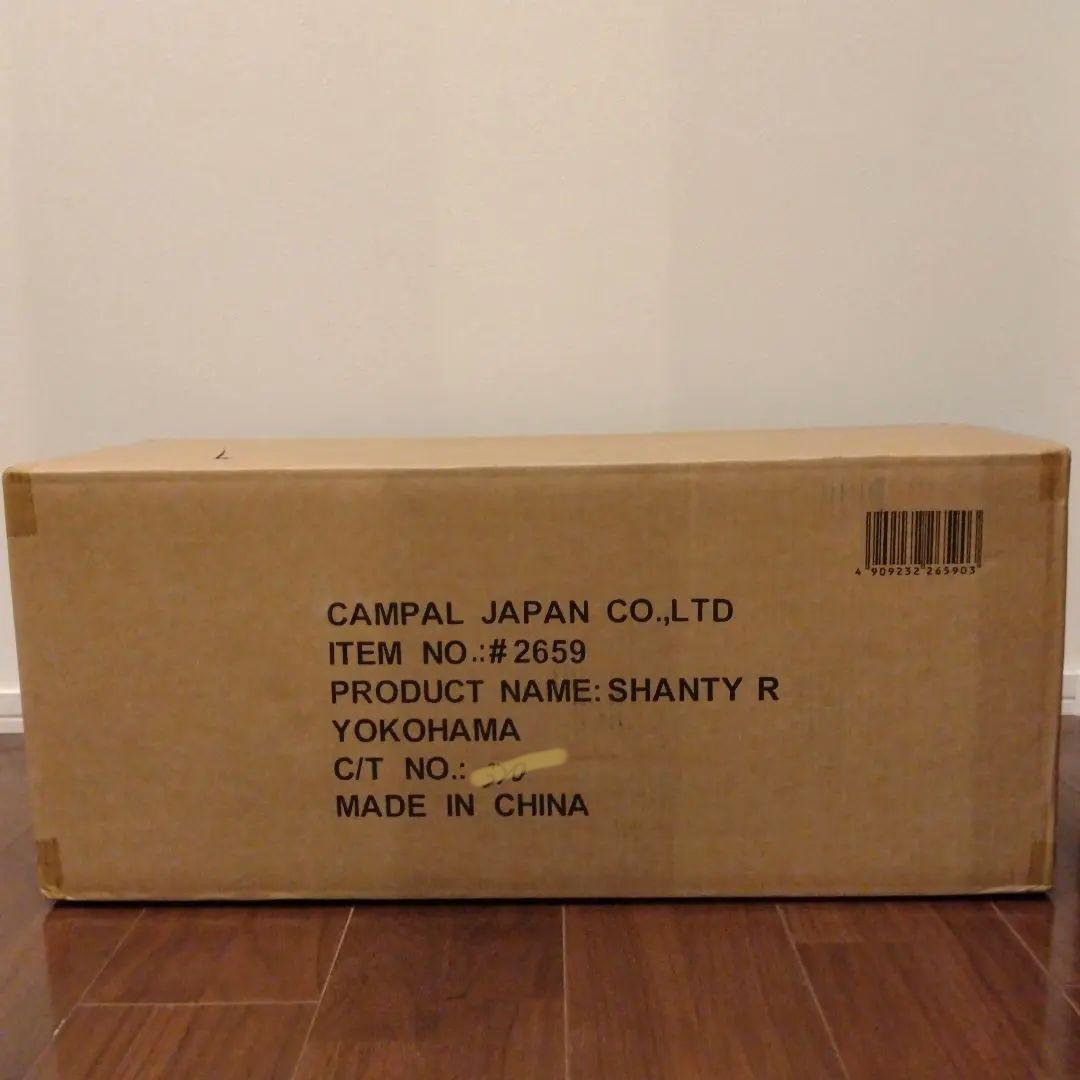 4 909232 265903
CAMPAL JAPAN CO.,LTD
ITEM NO.:#2659
PRODUCT NAME:SHANTY R
YOKOHAMA
C/T NO.:
MADE IN CHINA